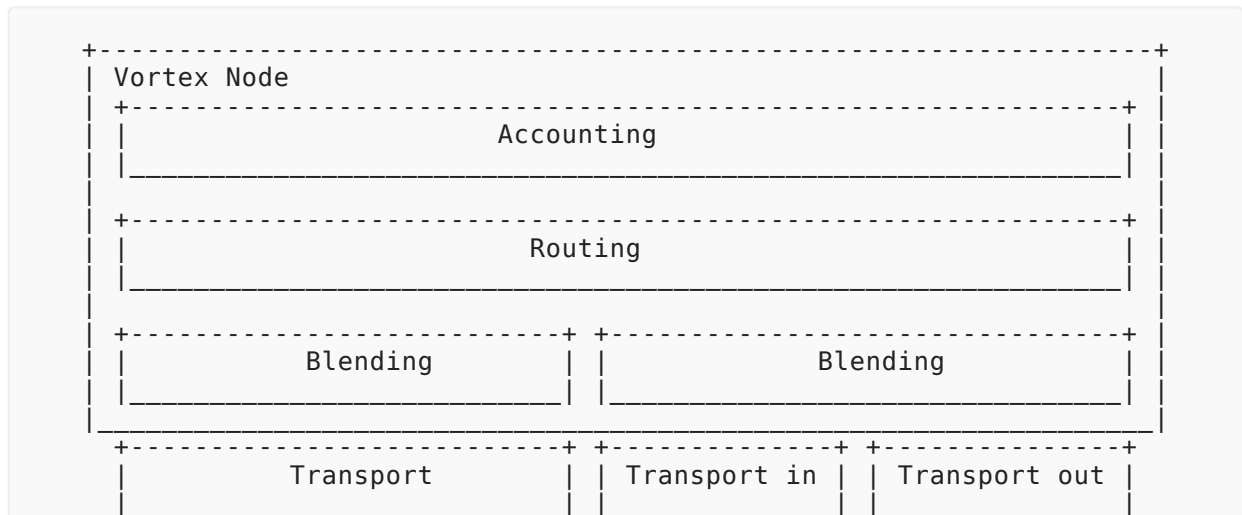 Vortex Node
Accounting
Routing
Blending Blending
Transport Transport in Transport out